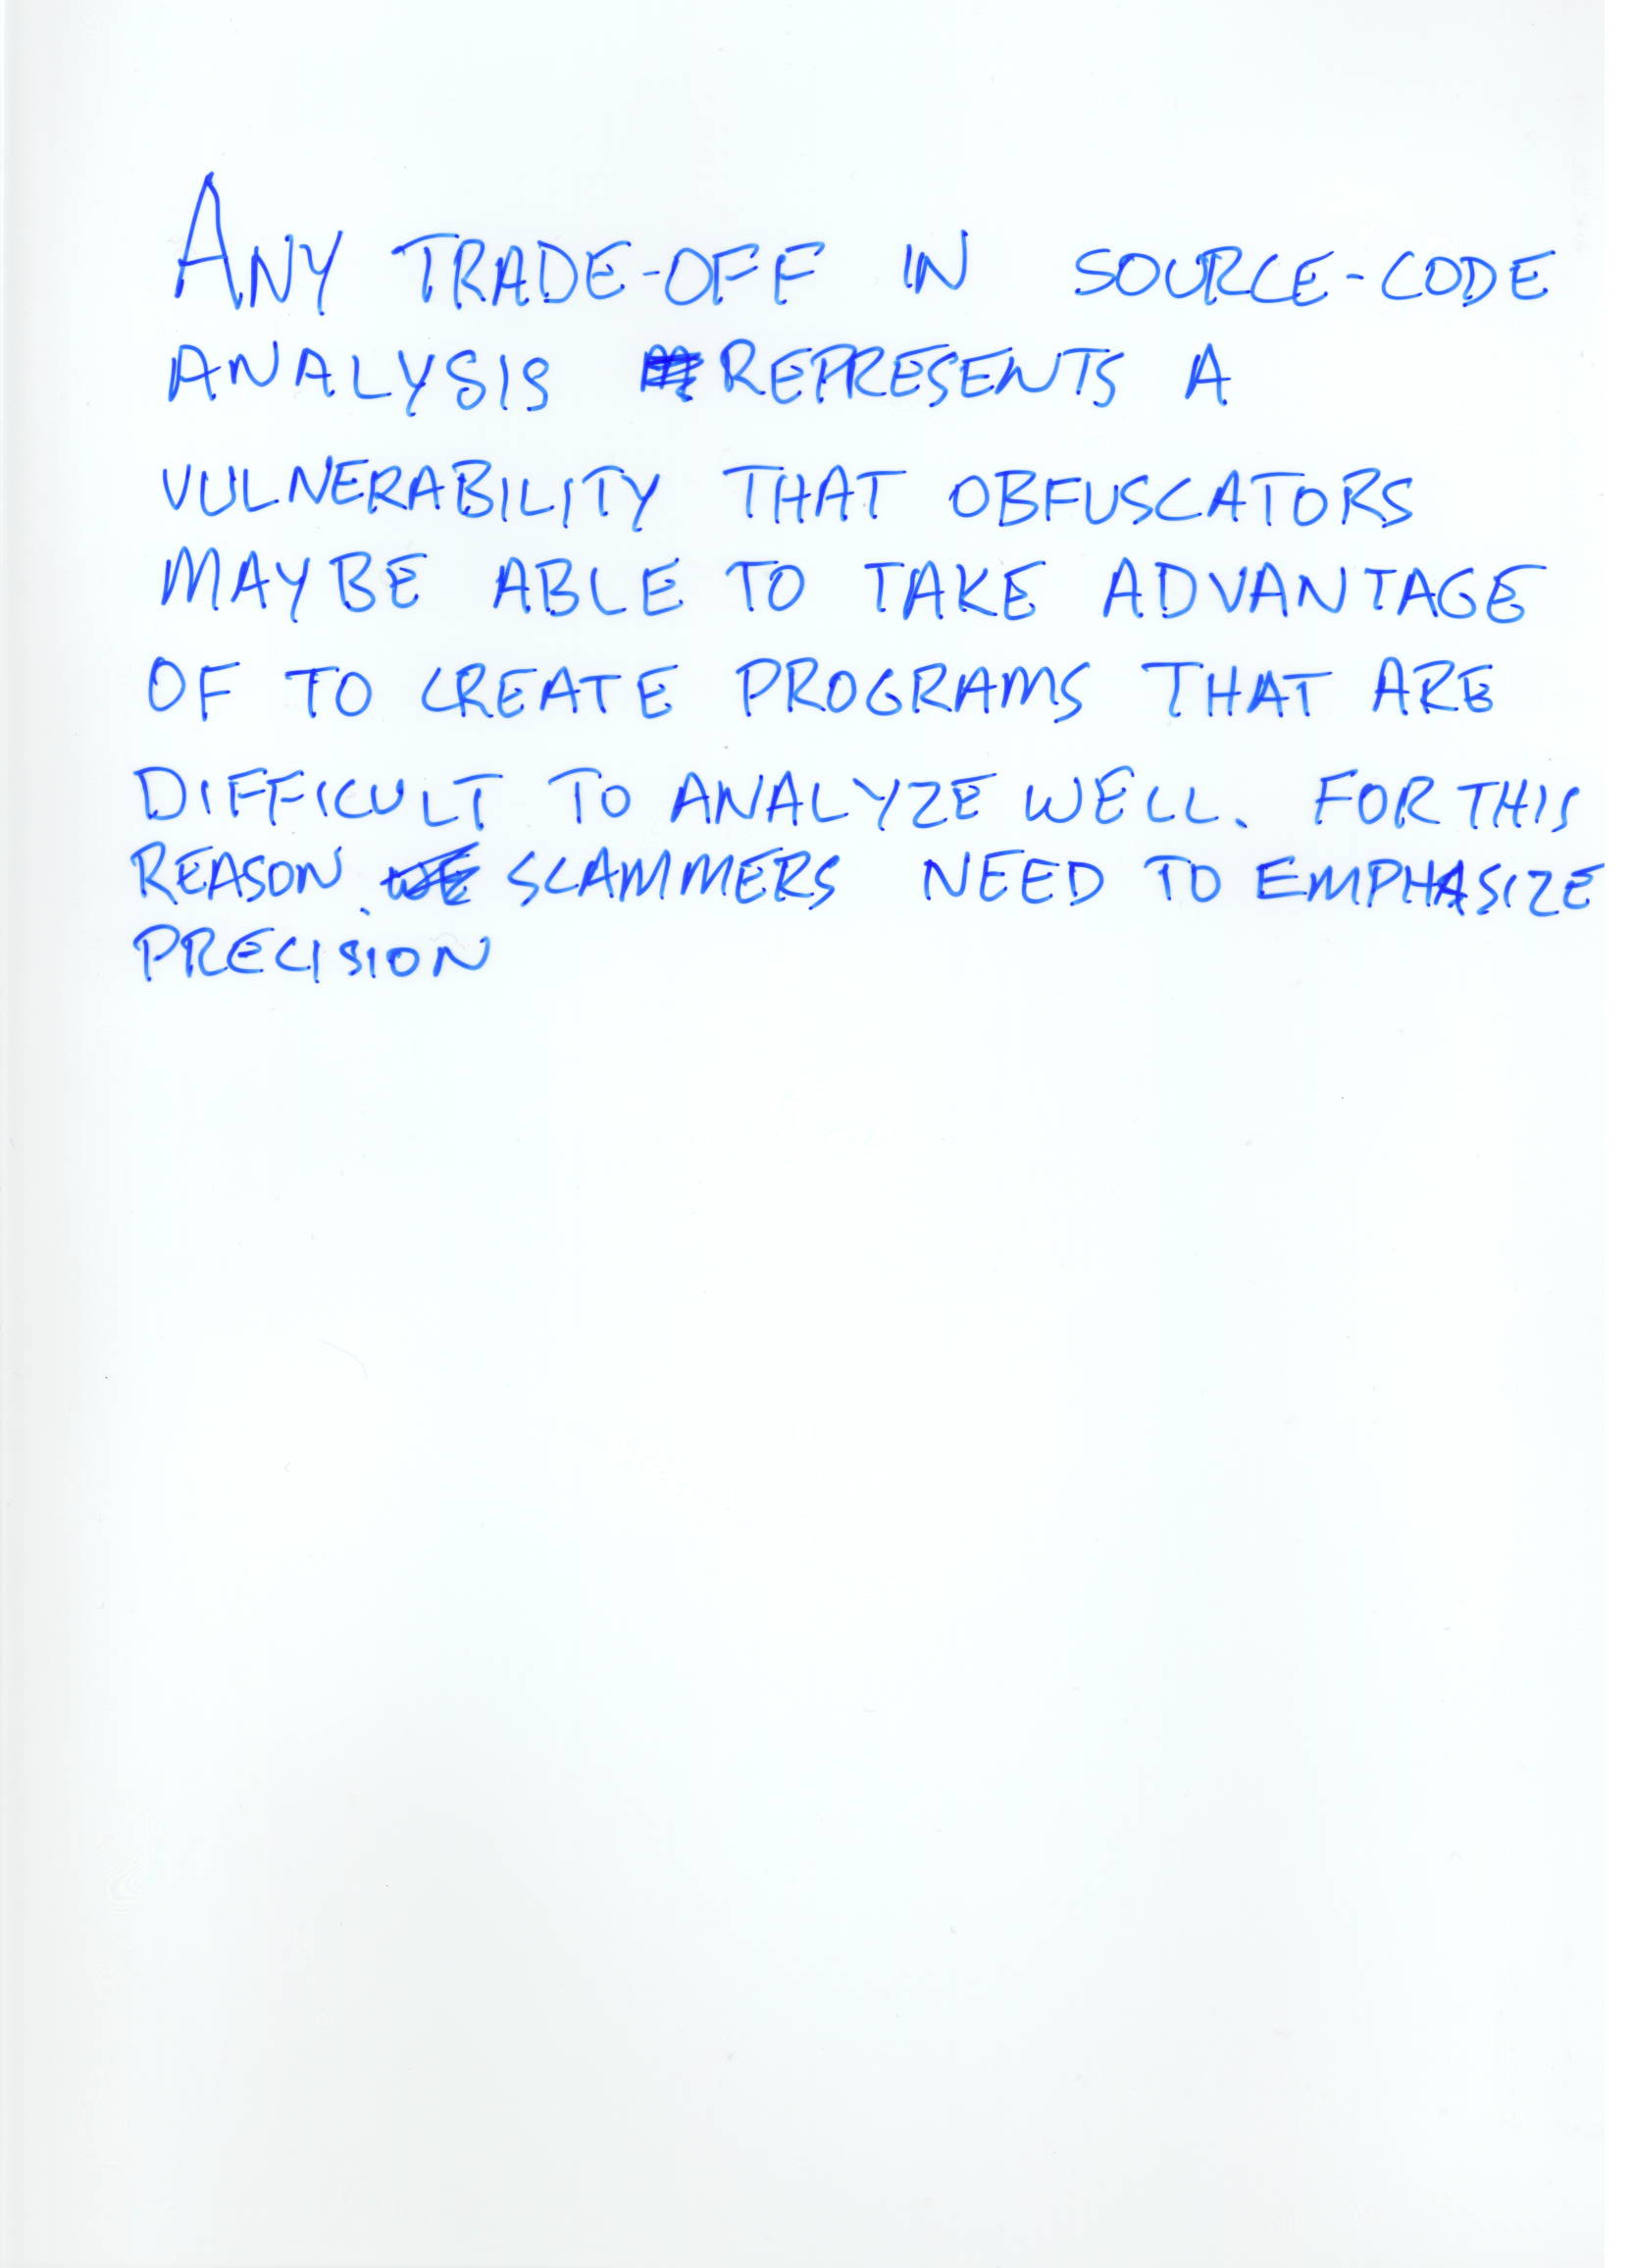 ANY TRADE-OFF IN SOURCE-CODE
ANALYSIS REPRESENTS A
VULNERABILITY THAT OBFUSCATORS
MAYBE ABLE TO TAKE ADVANTAGE
OF TO CREATE PROGRAMS THAT ARE
DIFFICULT TO ANALYZE WELL. FOR THIS
REASON, SCAMMERS NEED TO EMPHASIZE
PRECISION